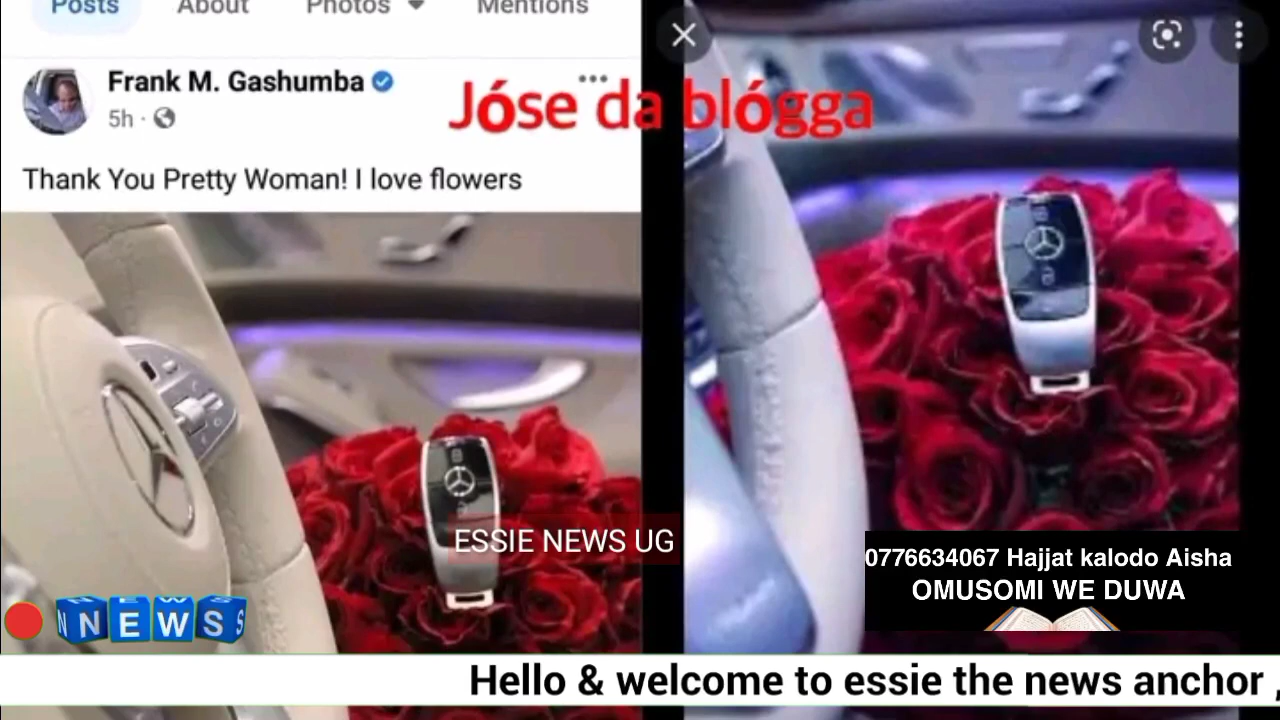 Posts
About
Photos
Mentions
Frank M. Gashumba
5h
Jóse da blógga
Thank You Pretty Woman! I love flowers
ESSIE NEWS UG
0776634067 Hajjat kalodo Aisha
OMUSOMI WE DUWA
NEWS
Hello & welcome to essie the news anchor ,